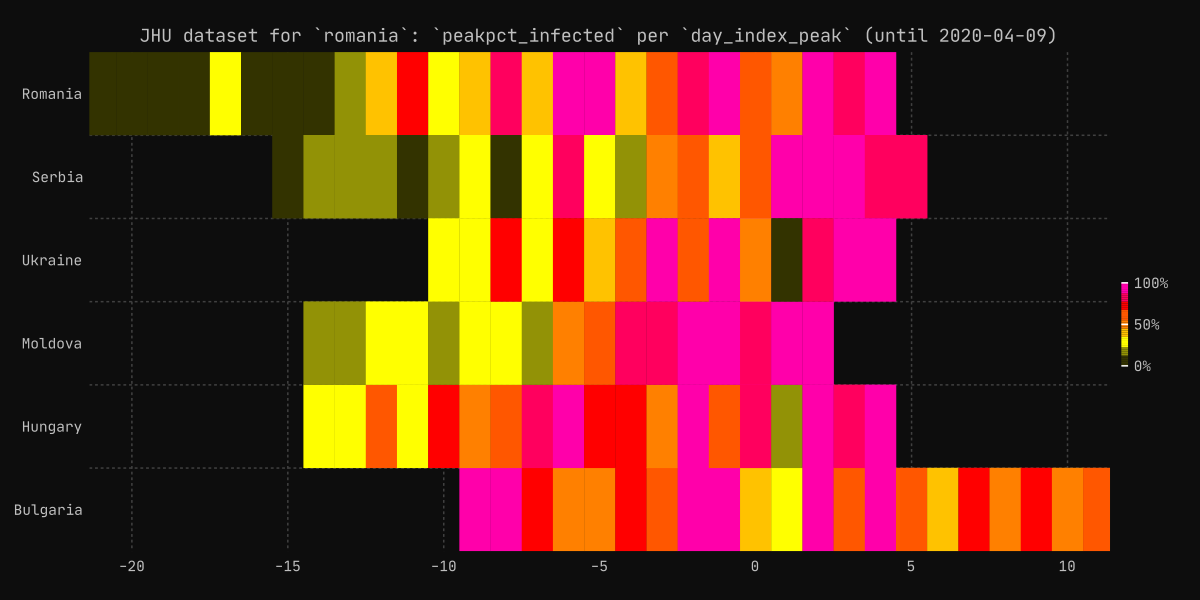 JHU dataset for `romania`: `peakpct_infected` per `day_index_peak` (until 2020-04-09)
Romania
Serbia
Ukraine
Moldova
Hungary
Bulgaria
100%
50%
0%
-20 -15 -10 -5 0 5 10